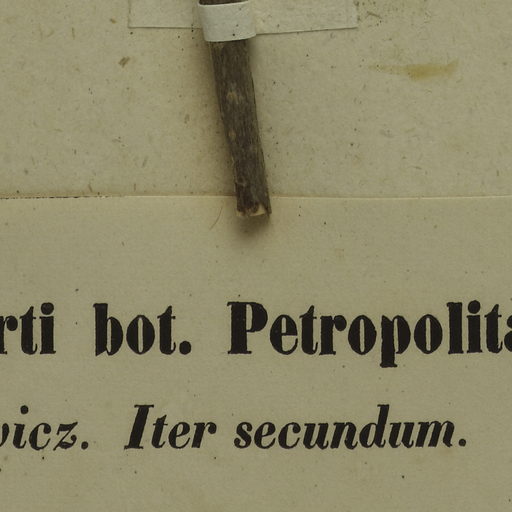 rti bot. Petropolita
vicz. Iter secundum.